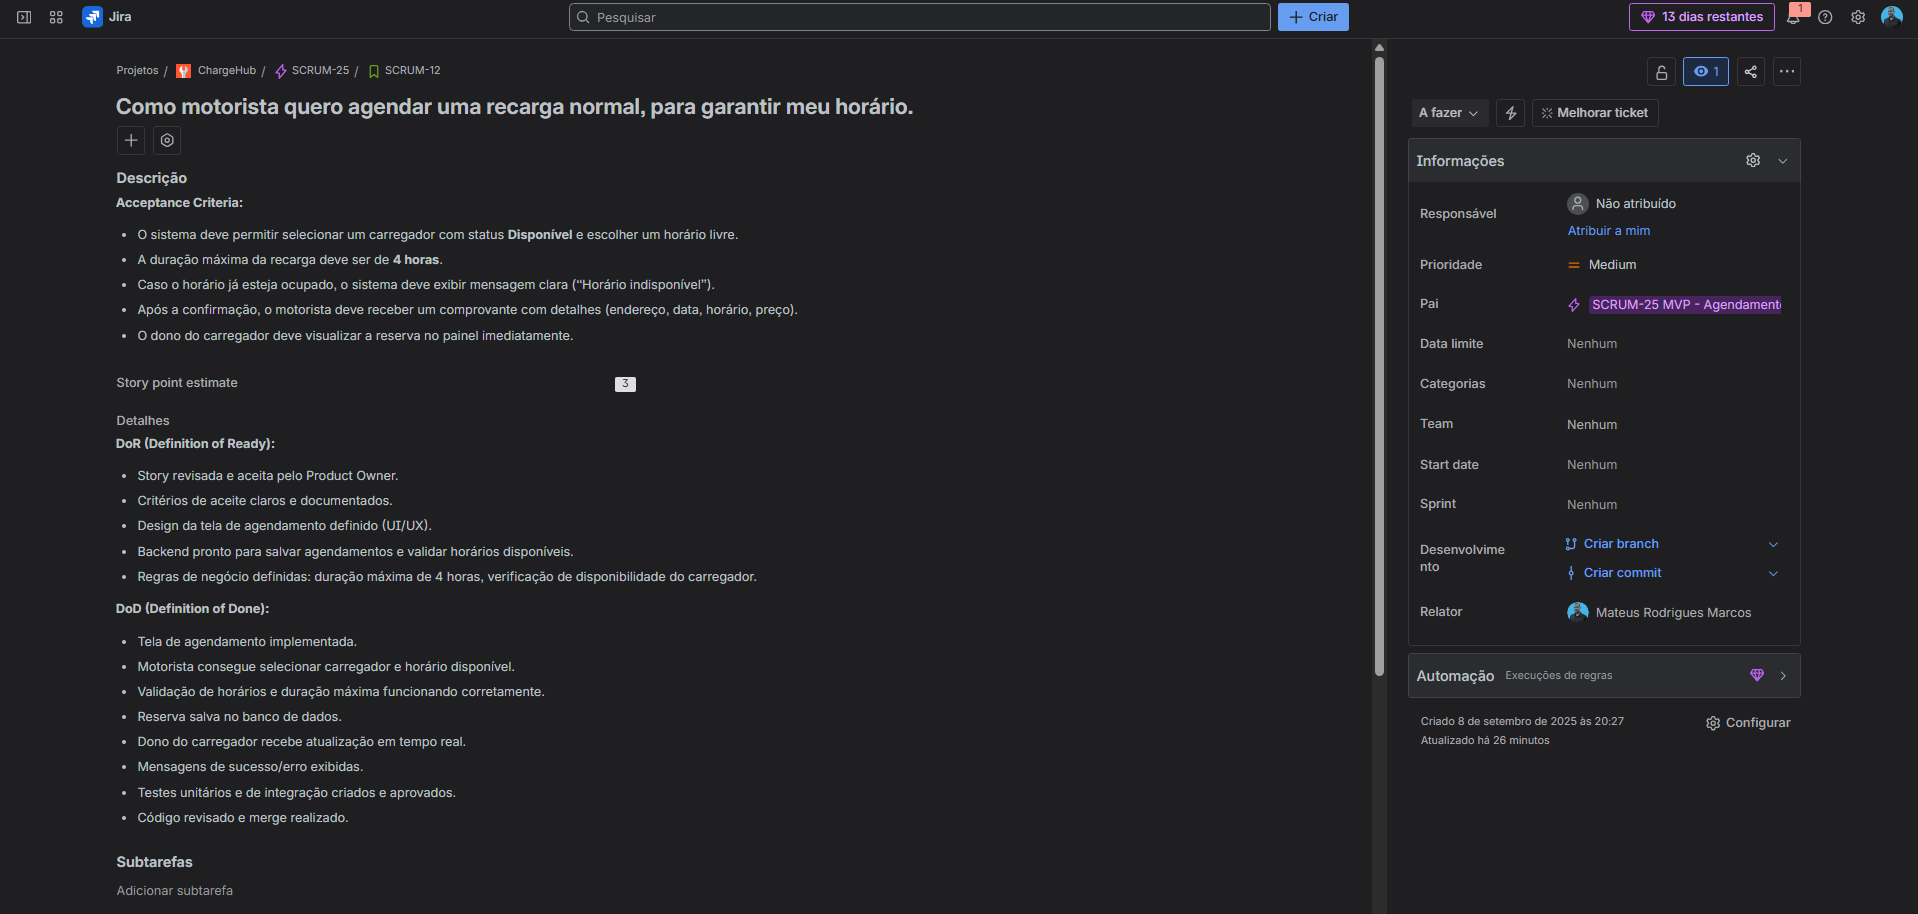 Jira
Pesquisar
Criar
13 dias restantes
1
Projetos / ChargeHub / SCRUM-25 / SCRUM-12
1
Como motorista quero agendar uma recarga normal, para garantir meu horário.
A fazer
Melhorar ticket
Descrição
Acceptance Criteria:
• O sistema deve permitir selecionar um carregador com status Disponível e escolher um horário livre.
• A duração máxima da recarga deve ser de 4 horas.
• Caso o horário já esteja ocupado, o sistema deve exibir mensagem clara (“Horário indisponível”).
• Após a confirmação, o motorista deve receber um comprovante com detalhes (endereço, data, horário, preço).
• O dono do carregador deve visualizar a reserva no painel imediatamente.
Story point estimate 3
Detalhes
DoR (Definition of Ready):
• Story revisada e aceita pelo Product Owner.
• Critérios de aceite claros e documentados.
• Design da tela de agendamento definido (UI/UX).
• Backend pronto para salvar agendamentos e validar horários disponíveis.
• Regras de negócio definidas: duração máxima de 4 horas, verificação de disponibilidade do carregador.
DoD (Definition of Done):
• Tela de agendamento implementada.
• Motorista consegue selecionar carregador e horário disponível.
• Validação de horários e duração máxima funcionando corretamente.
• Reserva salva no banco de dados.
• Dono do carregador recebe atualização em tempo real.
• Mensagens de sucesso/erro exibidas.
• Testes unitários e de integração criados e aprovados.
• Código revisado e merge realizado.
Subtarefas
Adicionar subtarefa
Informações
Responsável
Não atribuído
Atribuir a mim
Prioridade Medium
Pai SCRUM-25 MVP - Agendament
Data limite Nenhum
Categorias Nenhum
Team Nenhum
Start date Nenhum
Sprint Nenhum
Desenvolvime
nto
Criar branch
Criar commit
Relator Mateus Rodrigues Marcos
Automação Execuções de regras
Criado 8 de setembro de 2025 às 20:27
Atualizado há 26 minutos
Configurar